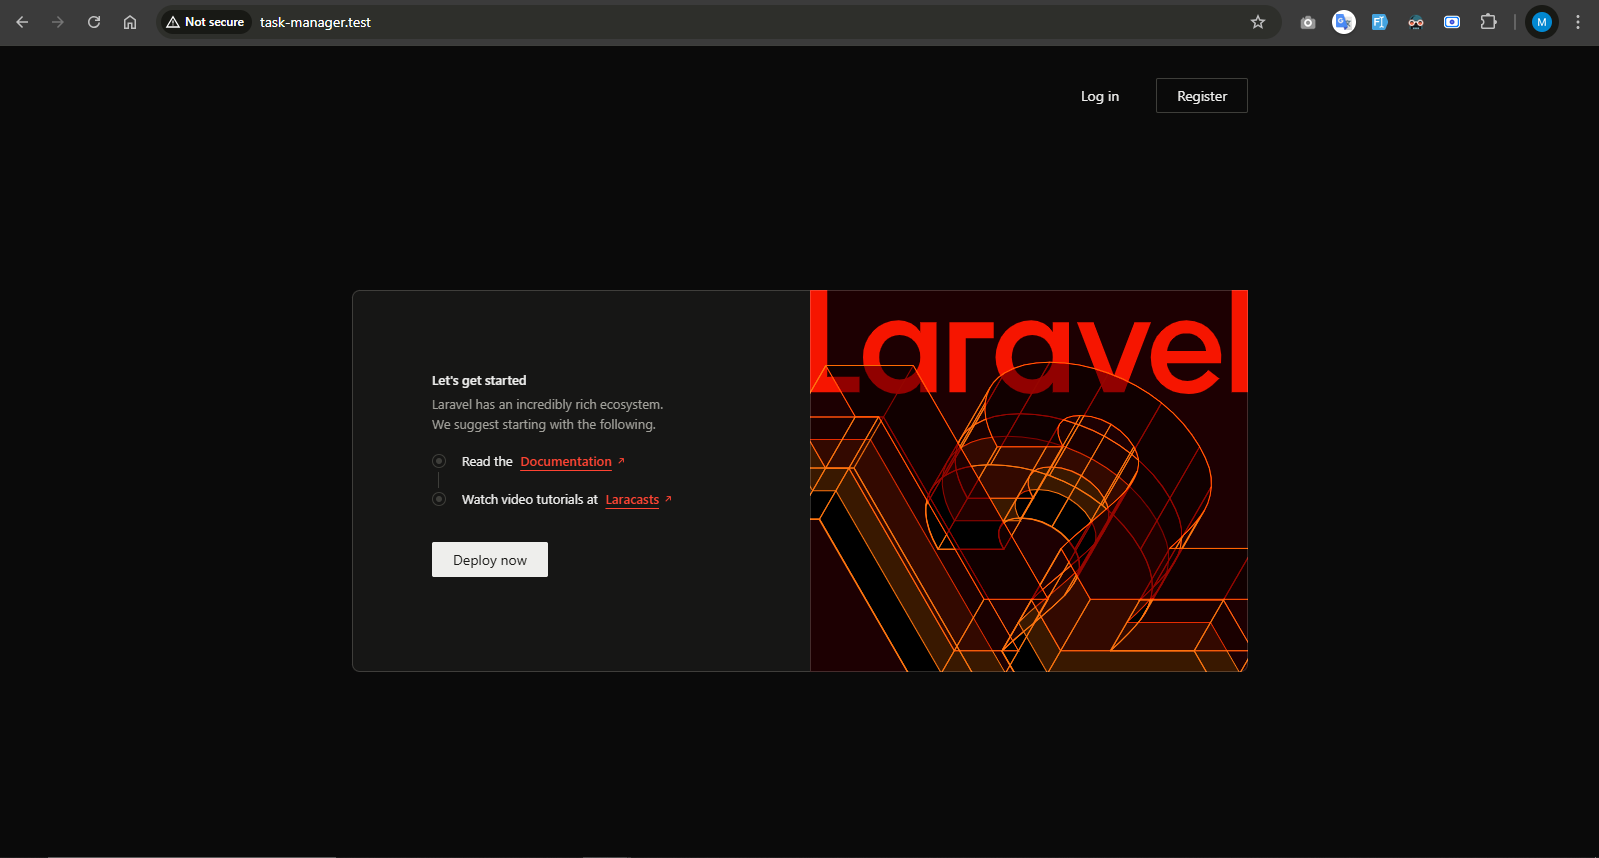 Not secure
task-manager.test
M
Log in
Register
Let's get started
Laravel has an incredibly rich ecosystem.
We suggest starting with the following.
Read the Documentation
Watch video tutorials at Laracasts
Deploy now
Laravel